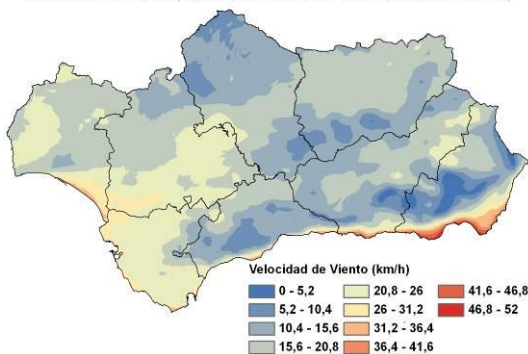 Velocidad de Viento (km/h)
0 - 5,2
5,2 - 10,4
10,4 - 15,6
15,6 - 20,8
20,8 - 26
26 - 31,2
31,2 - 36,4
36,4 - 41,6
41,6 - 46,8
46,8 - 52